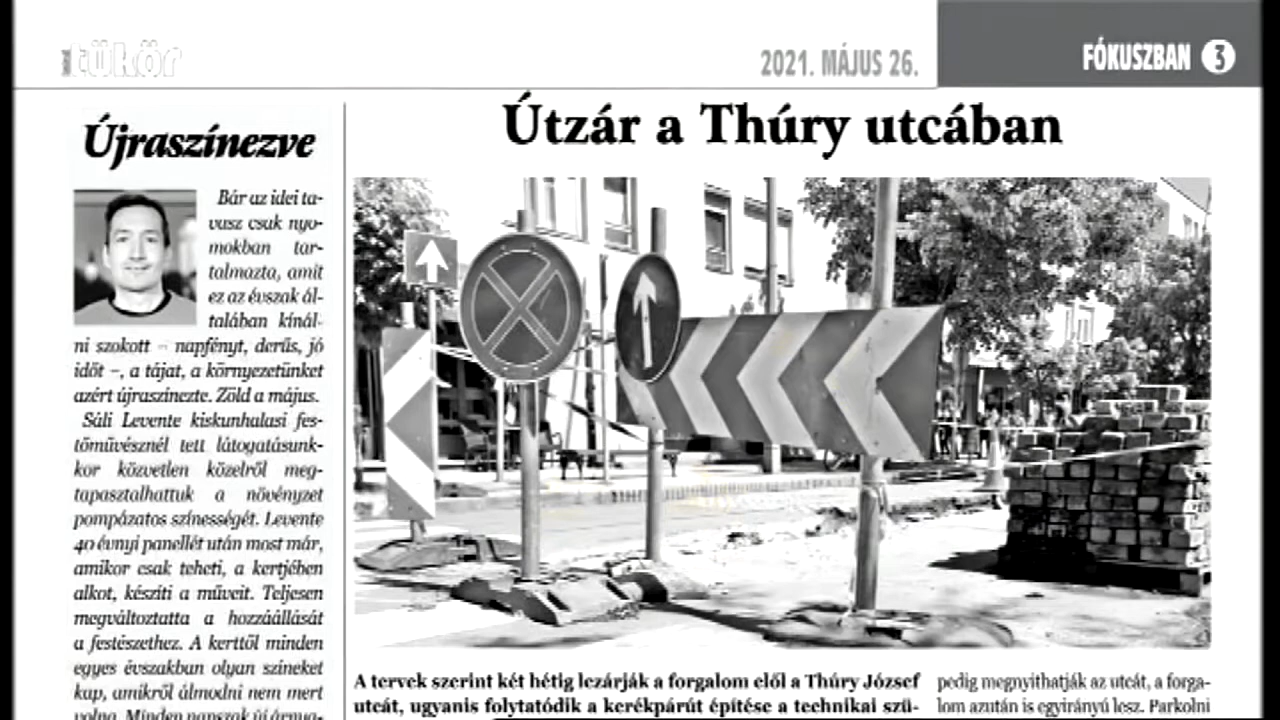 tükör
2021. MÁJUS 26.
FÓKUSZBAN 3
Újraszínezve
Bár az idei ta-
vasz csak nyo-
mokban tar-
talmazta, amit
ez az évszak ál-
talában kínál-
ni szokott – napfényt, derűs, jó
időt –, a tájat, a környezetünket
azért újraszínezte. Zöld a május.
Sáli Levente kiskunhalasi fes-
tőművésznél tett látogatásunk-
kor közvetlen közelről meg-
tapasztalhattuk a növényzet
pompázatos színességét. Levente
40 évnyi panellét után most már,
amikor csak teheti, a kertjében
alkot, készíti a műveit. Teljesen
megváltoztatta a hozzáállását
a festészethez. A kerttől minden
egyes évszakban olyan színeket
kap, amikről álmodni nem mert
volna. Minden napszak új árnya-
Útzár a Thúry utcában
A tervek szerint két hétig lezárják a forgalom elől a Thúry József
utcát, ugyanis folytatódik a kerékpárút építése a technikai szü-
pedig megnyithatják az utcát, a forga-
lom azután is egyirányú lesz. Parkolni